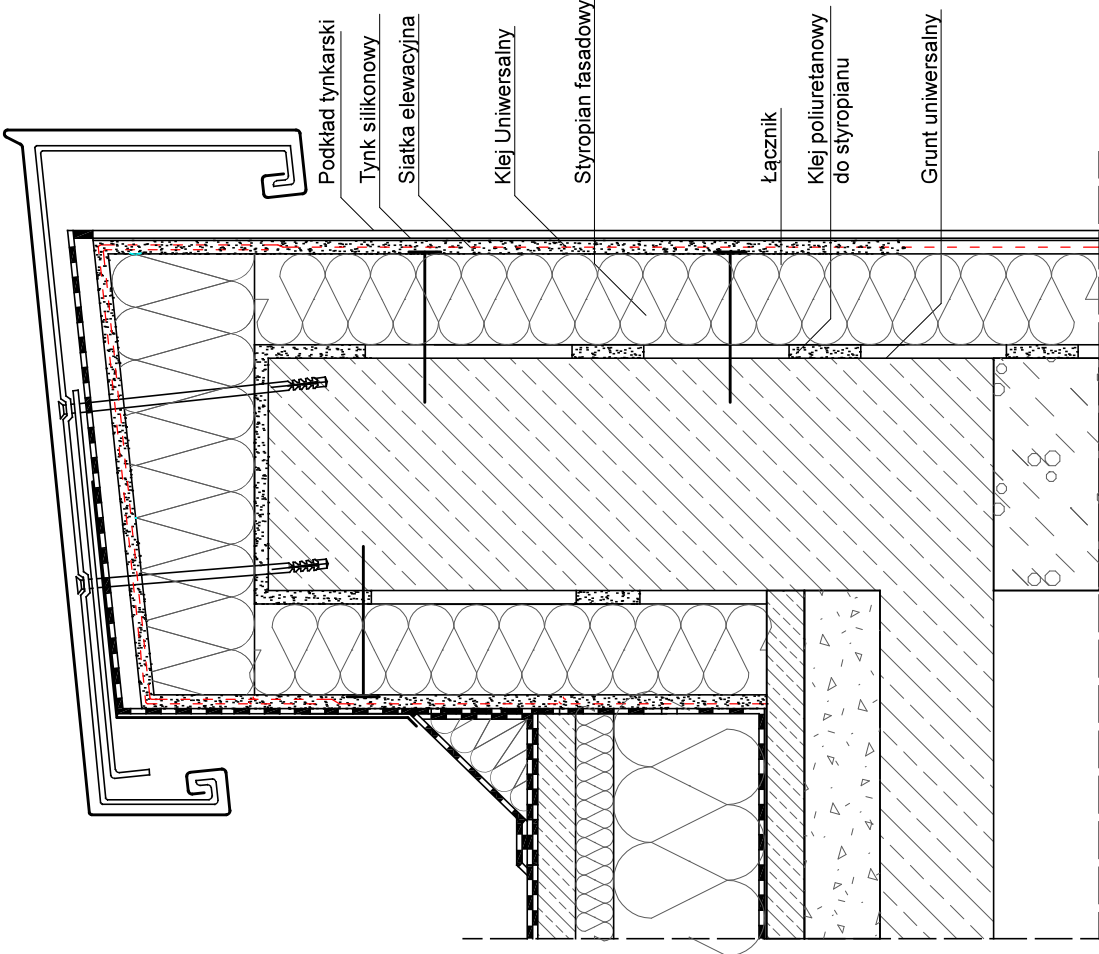 Podkład tynkarski
Tynk silikonowy
Siatka elewacyjna
Klej Uniwersalny
Styropian fasadowy
Łącznik
Klej poliuretanowy
do styropianu
Grunt uniwersalny